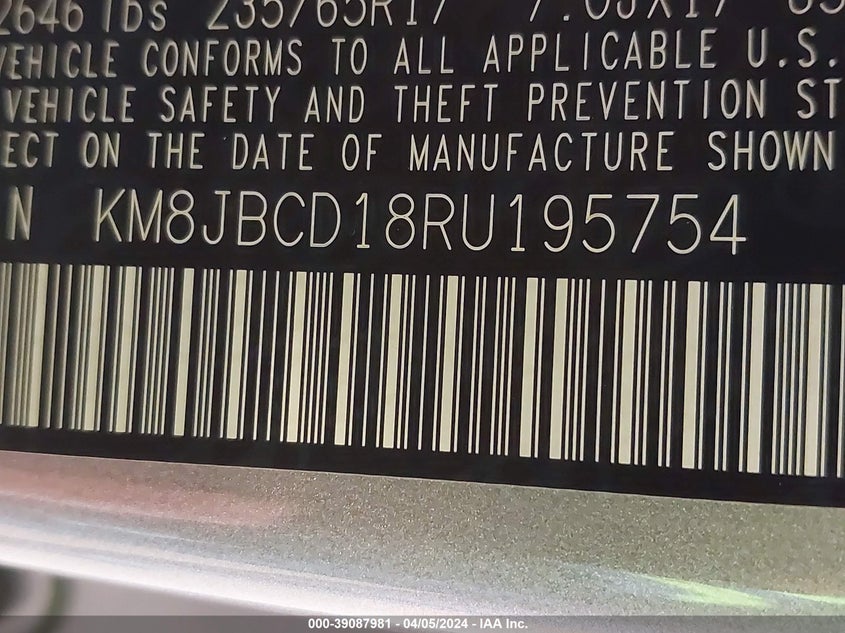 2646 lbs 235/65R17 7.0JX17
VEHICLE CONFORMS TO ALL APPLICABLE U.S.
VEHICLE SAFETY AND THEFT PREVENTION ST
ECT ON THE DATE OF MANUFACTURE SHOWN
N KM8JBCD18RU195754
000-39087981 - 04/05/2024 - IAA Inc.